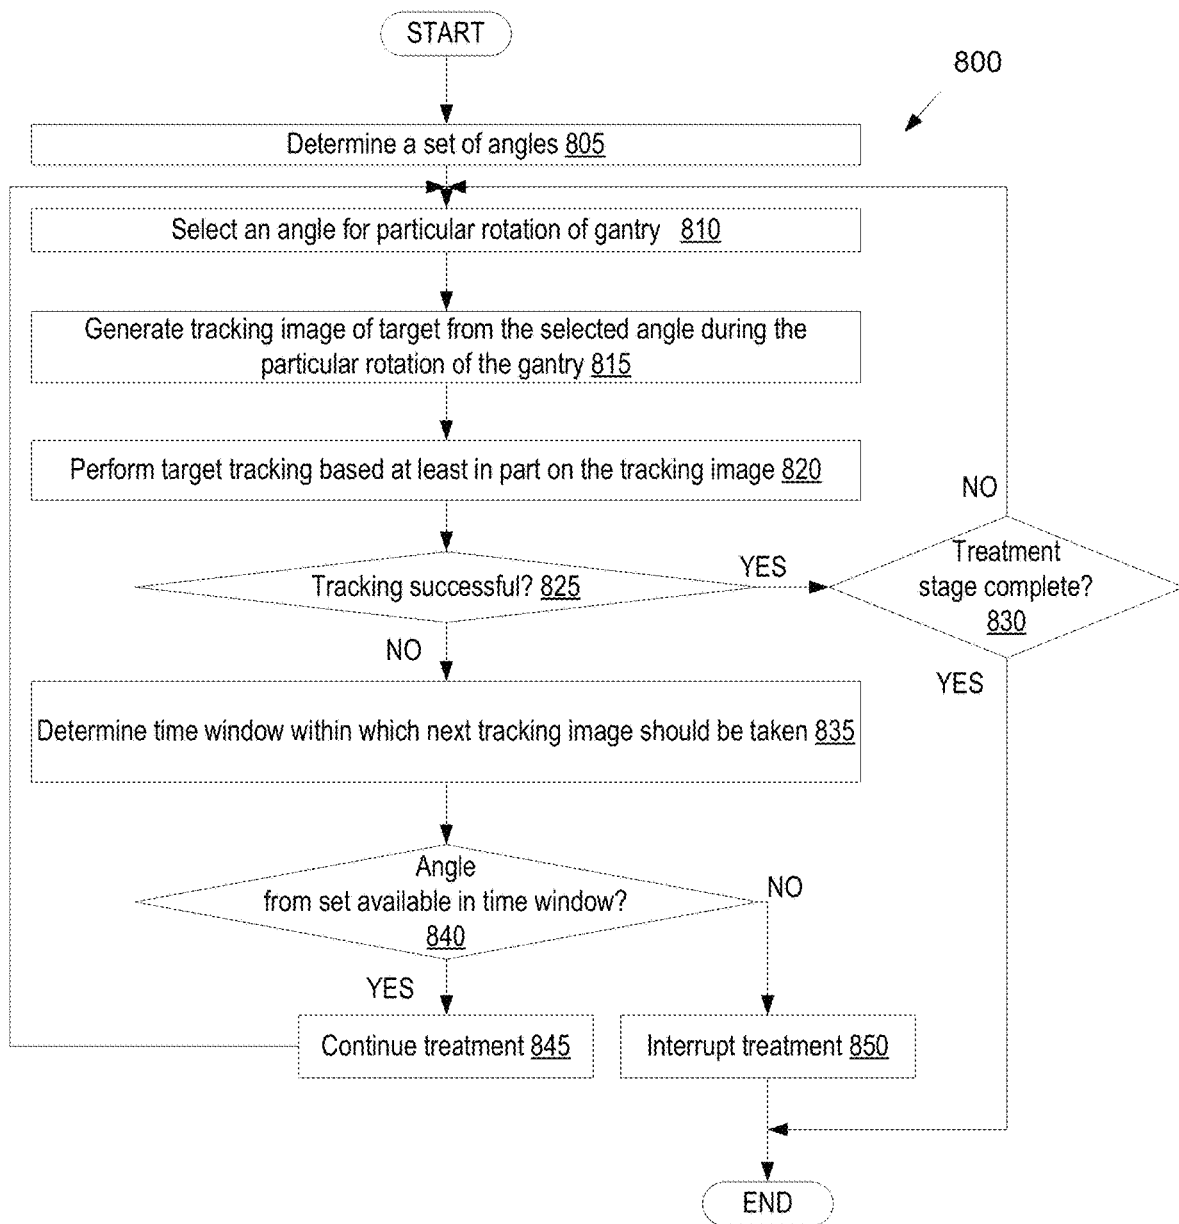 START
800
Determine a set of angles 805
Select an angle for particular rotation of gantry 810
Generate tracking image of target from the selected angle during the
particular rotation of the gantry 815
Perform target tracking based at least in part on the tracking image 820
NO
Tracking successful? 825
YES
Treatment
stage complete?
830
NO
YES
Determine time window within which next tracking image should be taken 835
Angle
from set available in time window?
840
NO
YES
Continue treatment 845
Interrupt treatment 850
END